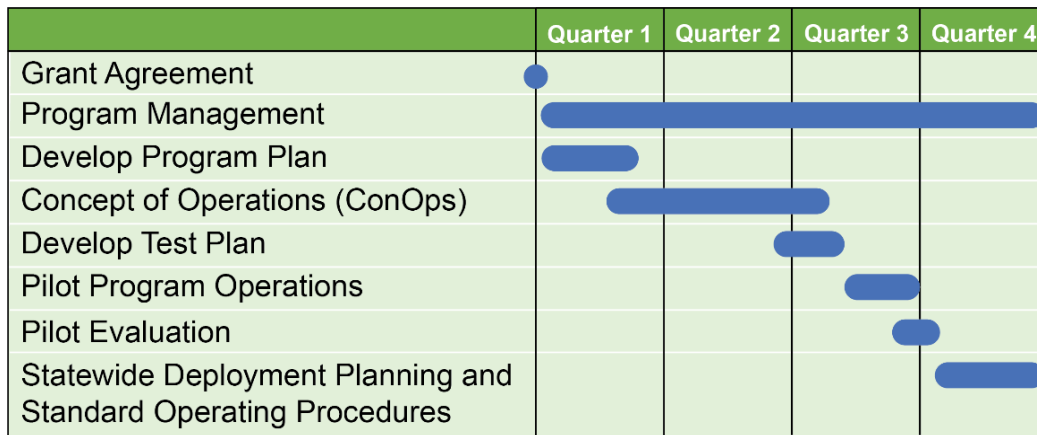 Quarter 1 Quarter 2 Quarter 3 Quarter 4
Grant Agreement
Program Management
Develop Program Plan
Concept of Operations (ConOps)
Develop Test Plan
Pilot Program Operations
Pilot Evaluation
Statewide Deployment Planning and
Standard Operating Procedures